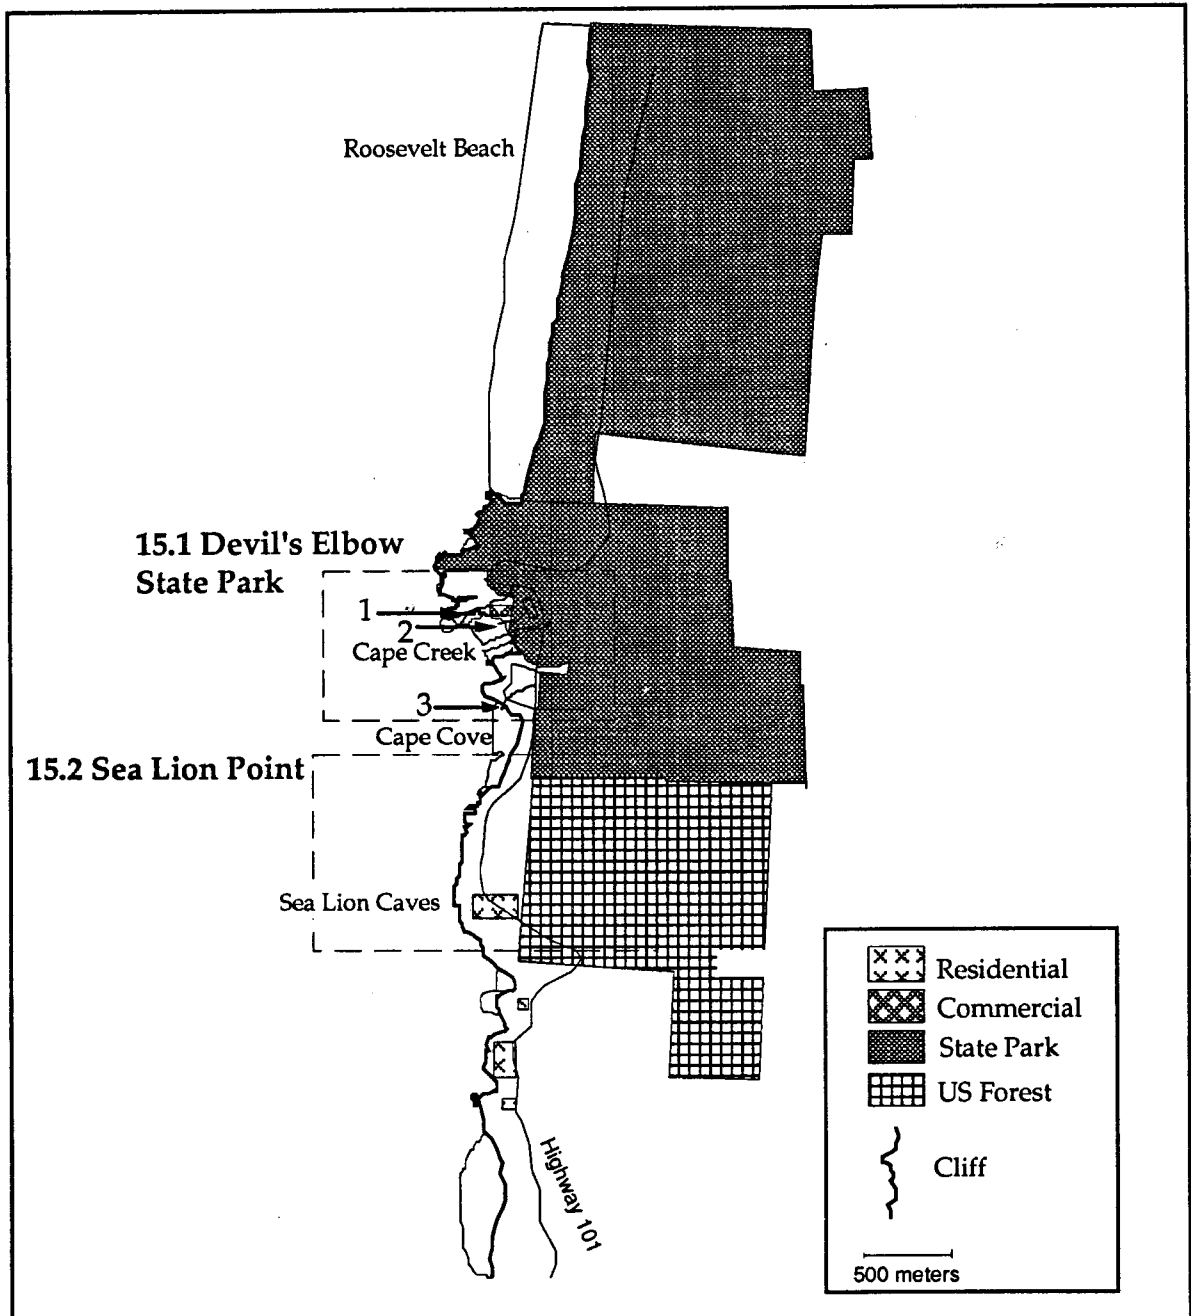 Roosevelt Beach
15.1 Devil's Elbow
State Park
1
2
Cape Creek
3
Cape Cove
15.2 Sea Lion Point
Sea Lion Caves
Residential
Commercial
State Park
US Forest
Cliff
500 meters
Highway 101